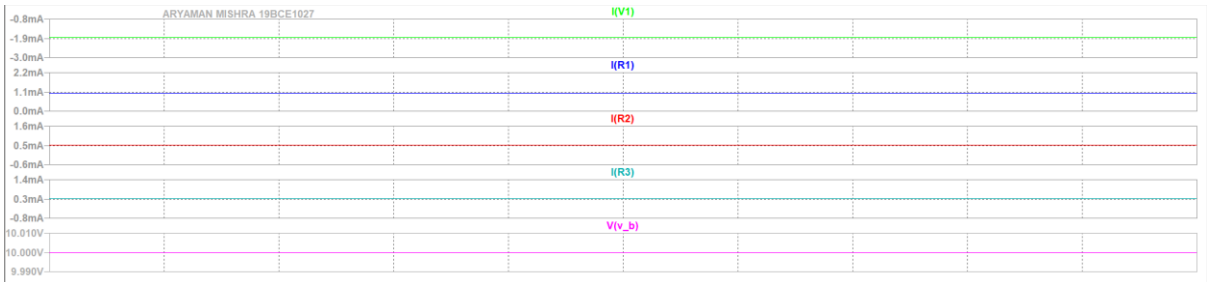 ARYAMAN MISHRA 19BCE1027
I(V1)
-0.8mA
-1.9mA
-3.0mA
I(R1)
2.2mA
1.1mA
0.0mA
I(R2)
1.6mA
0.5mA
-0.6mA
I(R3)
1.4mA
0.3mA
-0.8mA
V(v_b)
10.010V
10.000V
9.990V